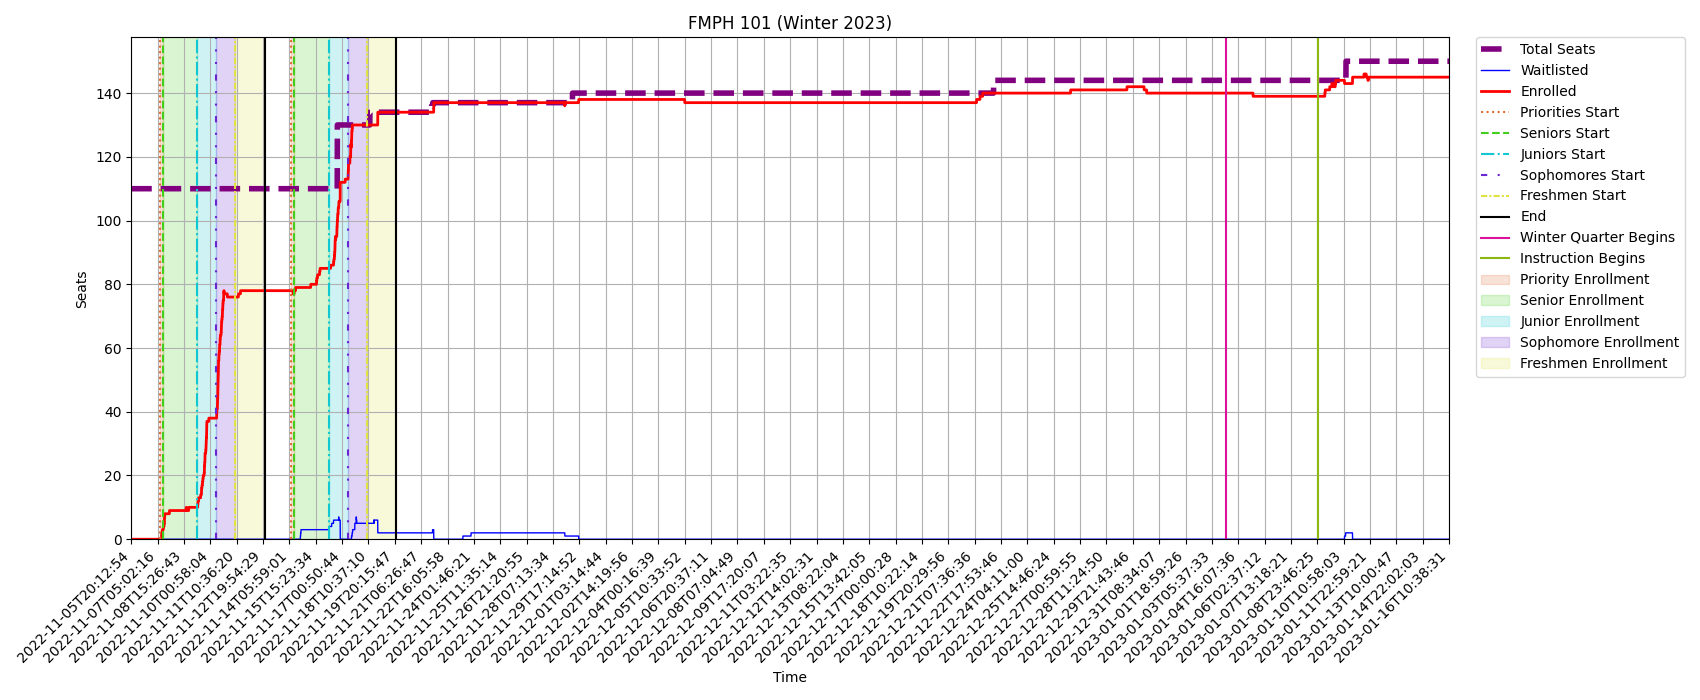 FMPH 101 (Winter 2023)
Seats
140
120
100
80
60
40
20
0
2022-11-05T20:12:54
2022-11-07T05:02:16
2022-11-08T15:26:43
2022-11-10T00:58:04
2022-11-11T10:36:20
2022-11-12T19:54:29
2022-11-14T05:59:01
2022-11-15T15:23:34
2022-11-17T00:50:44
2022-11-18T10:37:10
2022-11-19T20:15:47
2022-11-21T06:26:47
2022-11-22T16:05:58
2022-11-24T01:46:21
2022-11-25T11:35:14
2022-11-26T21:20:55
2022-11-28T07:13:34
2022-11-29T17:14:52
2022-12-01T03:14:44
2022-12-02T14:19:56
2022-12-04T00:16:39
2022-12-05T10:33:52
2022-12-06T20:37:11
2022-12-08T07:04:49
2022-12-09T17:20:07
2022-12-11T03:22:35
2022-12-12T14:02:31
2022-12-13T08:22:04
2022-12-15T13:42:05
2022-12-17T10:00:28
2022-12-18T10:22:14
2022-12-19T20:29:56
2022-12-21T07:36:36
2022-12-22T17:53:46
2022-12-24T04:11:00
2022-12-25T14:46:24
2022-12-27T00:59:55
2022-12-28T11:24:50
2022-12-29T21:43:46
2022-12-31T08:34:07
2023-01-01T18:59:26
2023-01-03T05:37:33
2023-01-04T16:07:36
2023-01-06T02:37:12
2023-01-07T13:18:21
2023-01-08T23:46:25
2023-01-10T10:58:03
2023-01-11T22:59:21
2023-01-13T10:00:47
2023-01-14T22:02:03
2023-01-16T10:38:31
Time
Total Seats
Waitlisted
Enrolled
Priorities Start
Seniors Start
Juniors Start
Sophomores Start
Freshmen Start
End
Winter Quarter Begins
Instruction Begins
Priority Enrollment
Senior Enrollment
Junior Enrollment
Sophomore Enrollment
Freshmen Enrollment